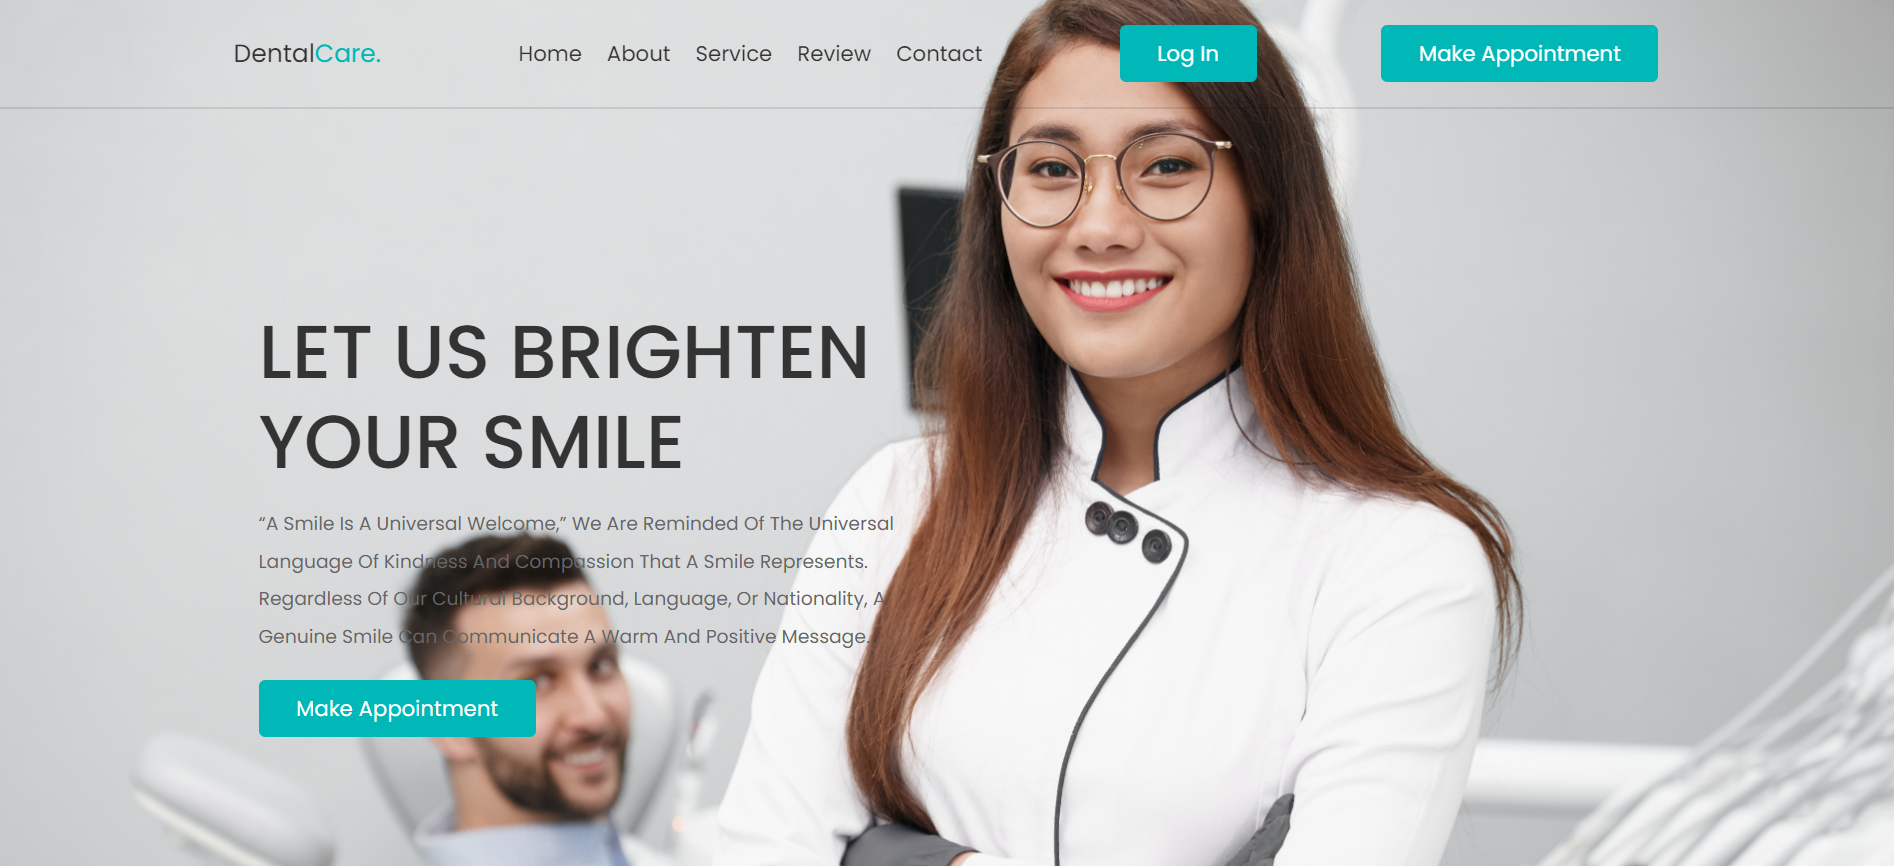 DentalCare.
Home About Service Review Contact
Log In
Make Appointment
LET US BRIGHTEN
YOUR SMILE
“A Smile Is A Universal Welcome,” We Are Reminded Of The Universal
Language Of Kindness And Compassion That A Smile Represents.
Regardless Of Our Cultural Background, Language, Or Nationality, A
Genuine Smile Can Communicate A Warm And Positive Message.
Make Appointment